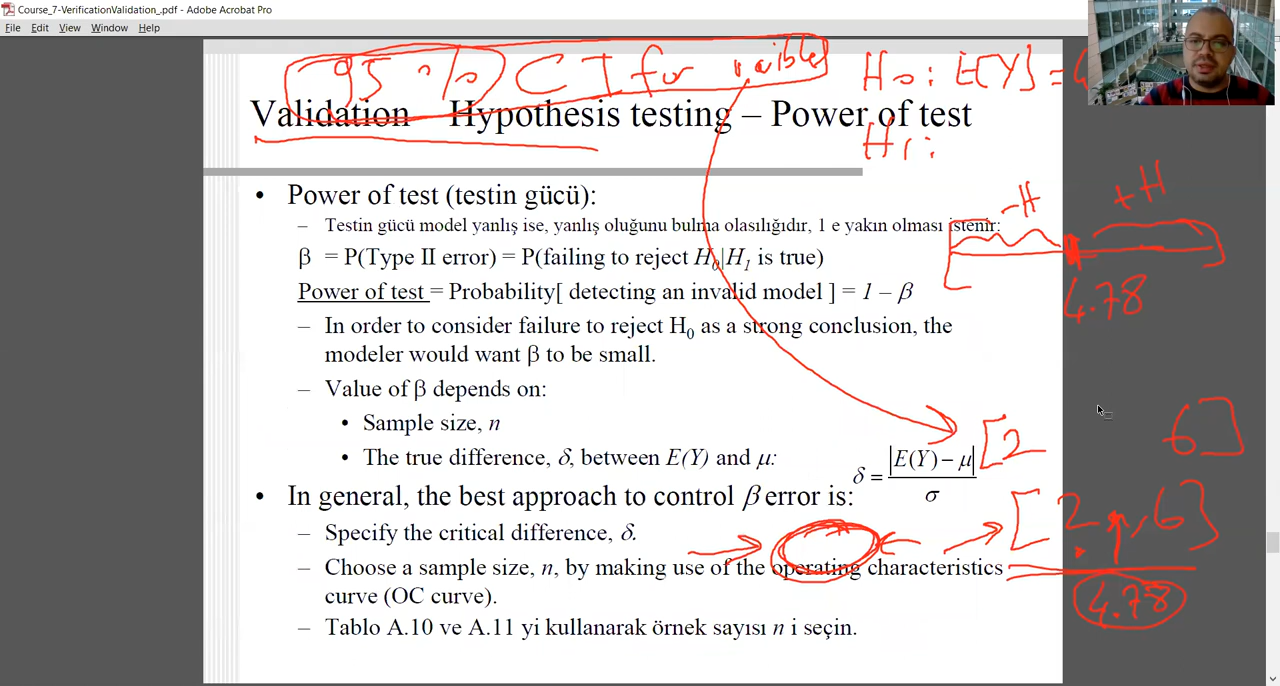 Course_7-VerificationValidation_.pdf - Adobe Acrobat Pro
File Edit View Window Help
95 % CI for
H0: E[Y] =
Validation – Hypothesis testing – Power of test
H1:
• Power of test (testin gücü):
-H
+H
– Testin gücü model yanlış ise, yanlış oluğunu bulma olasılığıdır, 1 e yakın olması istenir:
β = P(Type II error) = P(failing to reject H0|H1 is true)
4.78
Power of test = Probability[ detecting an invalid model ] = 1 – β
– In order to consider failure to reject H0 as a strong conclusion, the
modeler would want β to be small.
– Value of β depends on:
• Sample size, n
[2
6]
• The true difference, δ, between E(Y) and μ:
δ = |E(Y) – μ| / σ
• In general, the best approach to control β error is:
– Specify the critical difference, δ.
[2, 6]
– Choose a sample size, n, by making use of the operating characteristics
curve (OC curve).
4.78
– Tablo A.10 ve A.11 yi kullanarak örnek sayısı n i seçin.